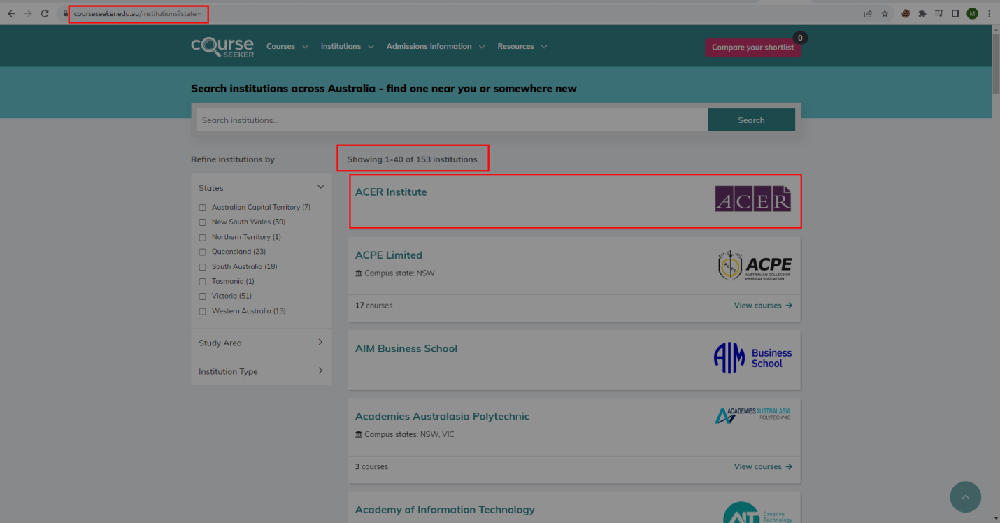 courseseeker.edu.au/institutions?state=
M
COURSE SEEKER
Courses
Institutions
Admissions Information
Resources
Compare your shortlist
0
Search institutions across Australia - find one near you or somewhere new
Search institutions...
Search
Refine institutions by
States
Australian Capital Territory (7)
New South Wales (59)
Northern Territory (1)
Queensland (23)
South Australia (18)
Tasmania (1)
Victoria (51)
Western Australia (13)
Study Area
Institution Type
Showing 1-40 of 153 institutions
ACER Institute
ACER
ACPE Limited
Campus state: NSW
ACPE
AUSTRALIAN COLLEGE OF
PHYSICAL EDUCATION
17 courses
View courses →
AIM Business School
AIM Business
School
Academies Australasia Polytechnic
Campus states: NSW, VIC
ACADEMIES AUSTRALASIA
POLYTECHNIC
3 courses
View courses →
Academy of Information Technology
AIT
Creative
Technology